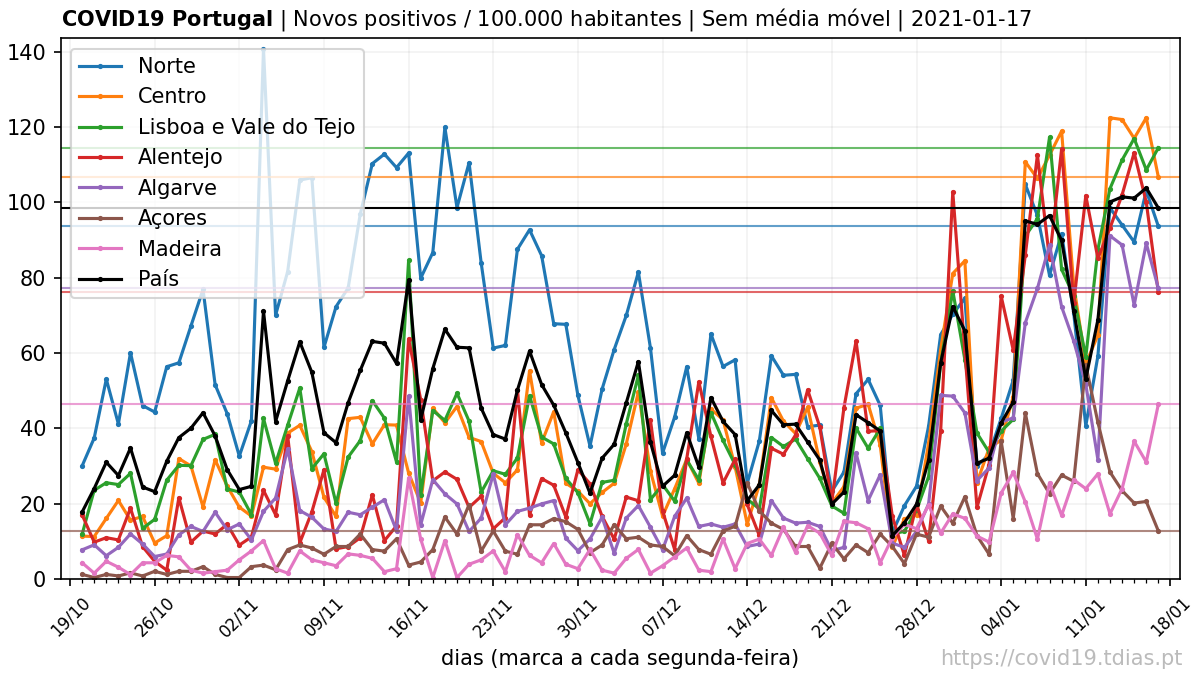 COVID19 Portugal | Novos positivos / 100.000 habitantes | Sem média móvel | 2021-01-17
140
120
100
80
60
40
20
0
Norte
Centro
Lisboa e Vale do Tejo
Alentejo
Algarve
Açores
Madeira
País
19/10
26/10
02/11
09/11
16/11
23/11
30/11
07/12
14/12
21/12
28/12
04/01
11/01
18/01
dias (marca a cada segunda-feira)
https://covid19.tdias.pt